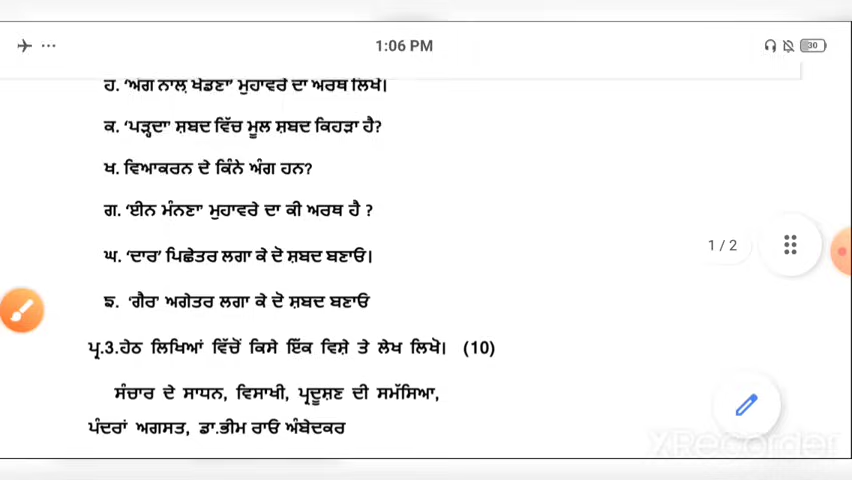 1:06 PM
30
ਹ. ‘ਅੱਗ ਨਾਲ਼ ਖੇਡਣਾ’ ਮੁਹਾਵਰੇ ਦਾ ਅਰਥ ਲਿਖੋ।
ਕ. ‘ਪੜ੍ਹਦਾ’ ਸ਼ਬਦ ਵਿੱਚ ਮੂਲ ਸ਼ਬਦ ਕਿਹੜਾ ਹੈ?
ਖ. ਵਿਆਕਰਨ ਦੇ ਕਿੰਨੇ ਅੰਗ ਹਨ?
ਗ. ‘ਈਨ ਮੰਨਣਾ’ ਮੁਹਾਵਰੇ ਦਾ ਕੀ ਅਰਥ ਹੈ ?
1 / 2
ਘ. ‘ਦਾਰ’ ਪਿਛੇਤਰ ਲਗਾ ਕੇ ਦੋ ਸ਼ਬਦ ਬਣਾਓ।
ਙ. ‘ਗੈਰ’ ਅਗੇਤਰ ਲਗਾ ਕੇ ਦੋ ਸ਼ਬਦ ਬਣਾਓ
ਪ੍ਰ.3.ਹੇਠ ਲਿਖਿਆਂ ਵਿੱਚੋਂ ਕਿਸੇ ਇੱਕ ਵਿਸ਼ੇ ਤੇ ਲੇਖ ਲਿਖੋ। (10)
ਸੰਚਾਰ ਦੇ ਸਾਧਨ, ਵਿਸਾਖੀ, ਪ੍ਰਦੂਸ਼ਣ ਦੀ ਸਮੱਸਿਆ,
ਪੰਦਰਾਂ ਅਗਸਤ, ਡਾ.ਭੀਮ ਰਾਓ ਅੰਬੇਦਕਰ
XRecorder